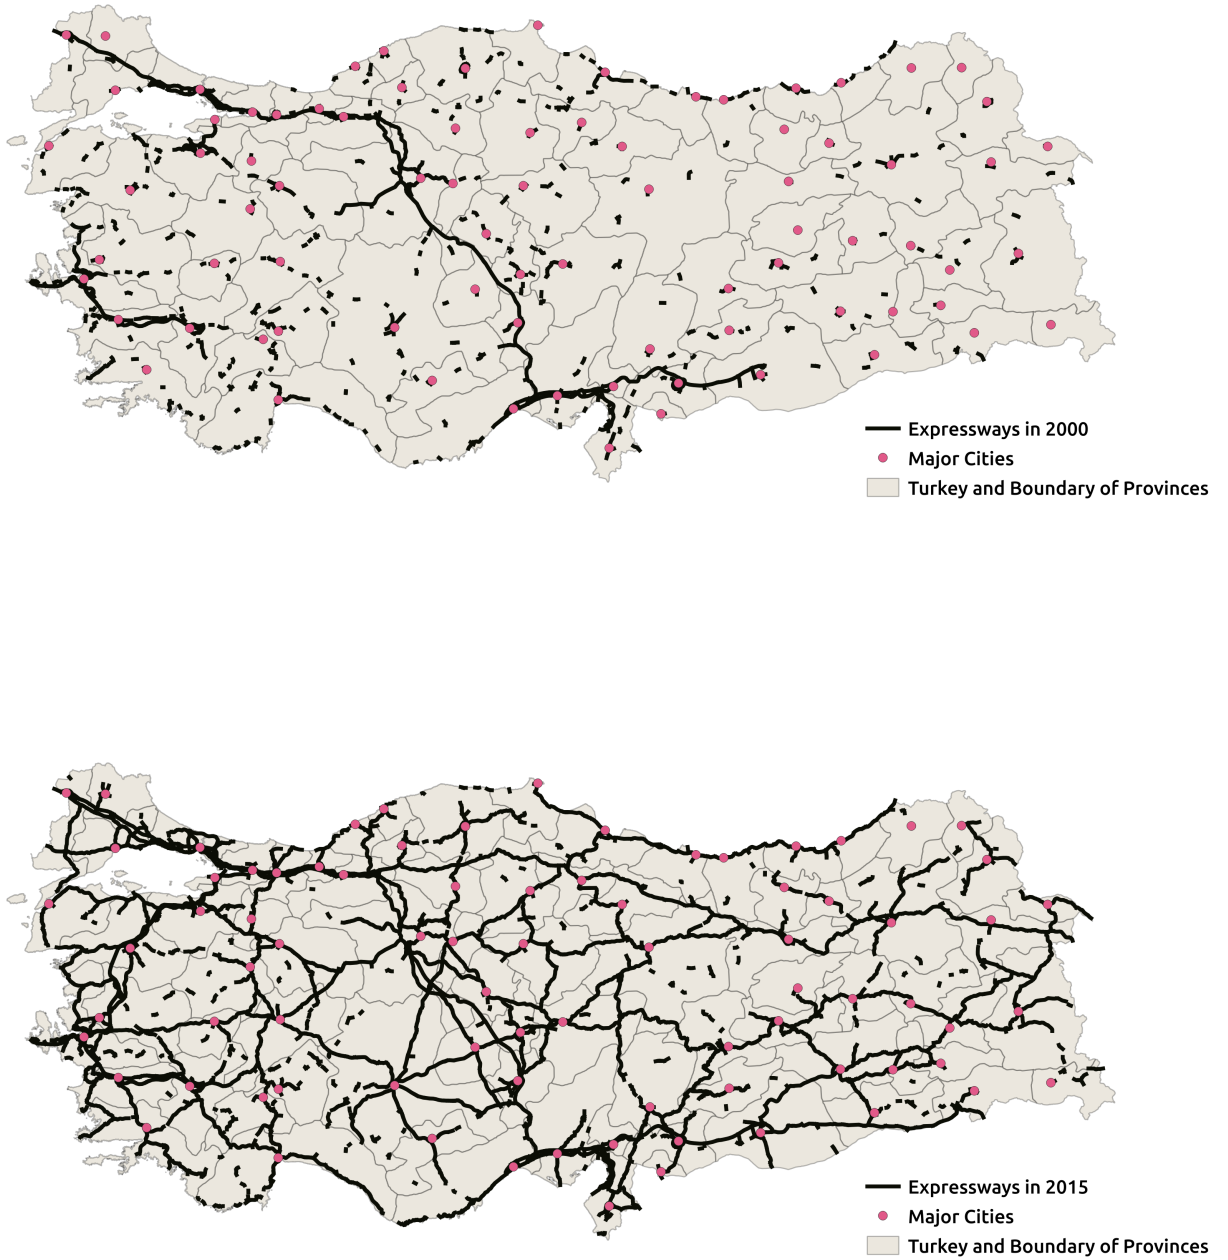 Expressways in 2000
Major Cities
Turkey and Boundary of Provinces
Expressways in 2015
Major Cities
Turkey and Boundary of Provinces